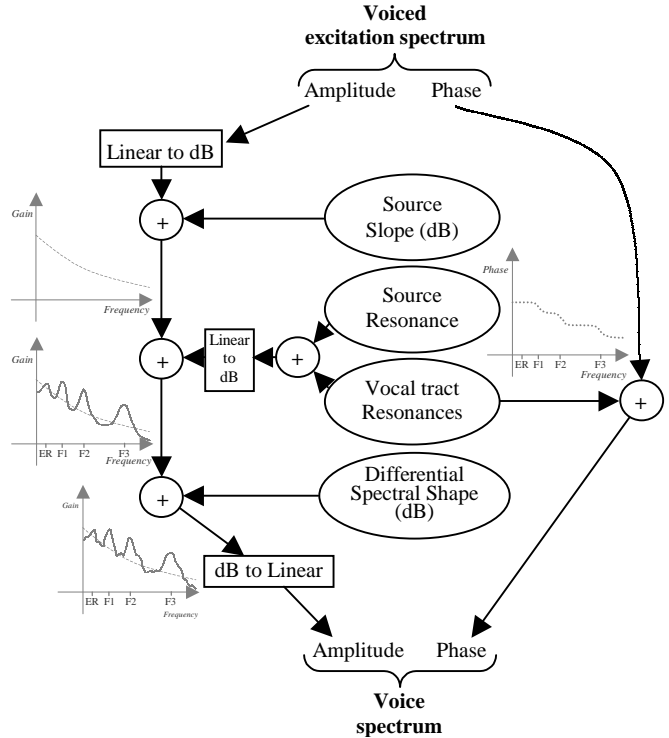 Voiced
excitation spectrum
Amplitude Phase
Linear to dB
Gain
+
Source
Slope (dB)
Frequency
Phase
Source
Resonance
ER F1 F2 F3
Frequency
Gain
+
Linear
to
dB
+
Vocal tract
Resonances
+
ER F1 F2 F3
Frequency
Gain
+
Differential
Spectral Shape
(dB)
dB to Linear
ER F1 F2 F3
Frequency
Amplitude Phase
Voice
spectrum